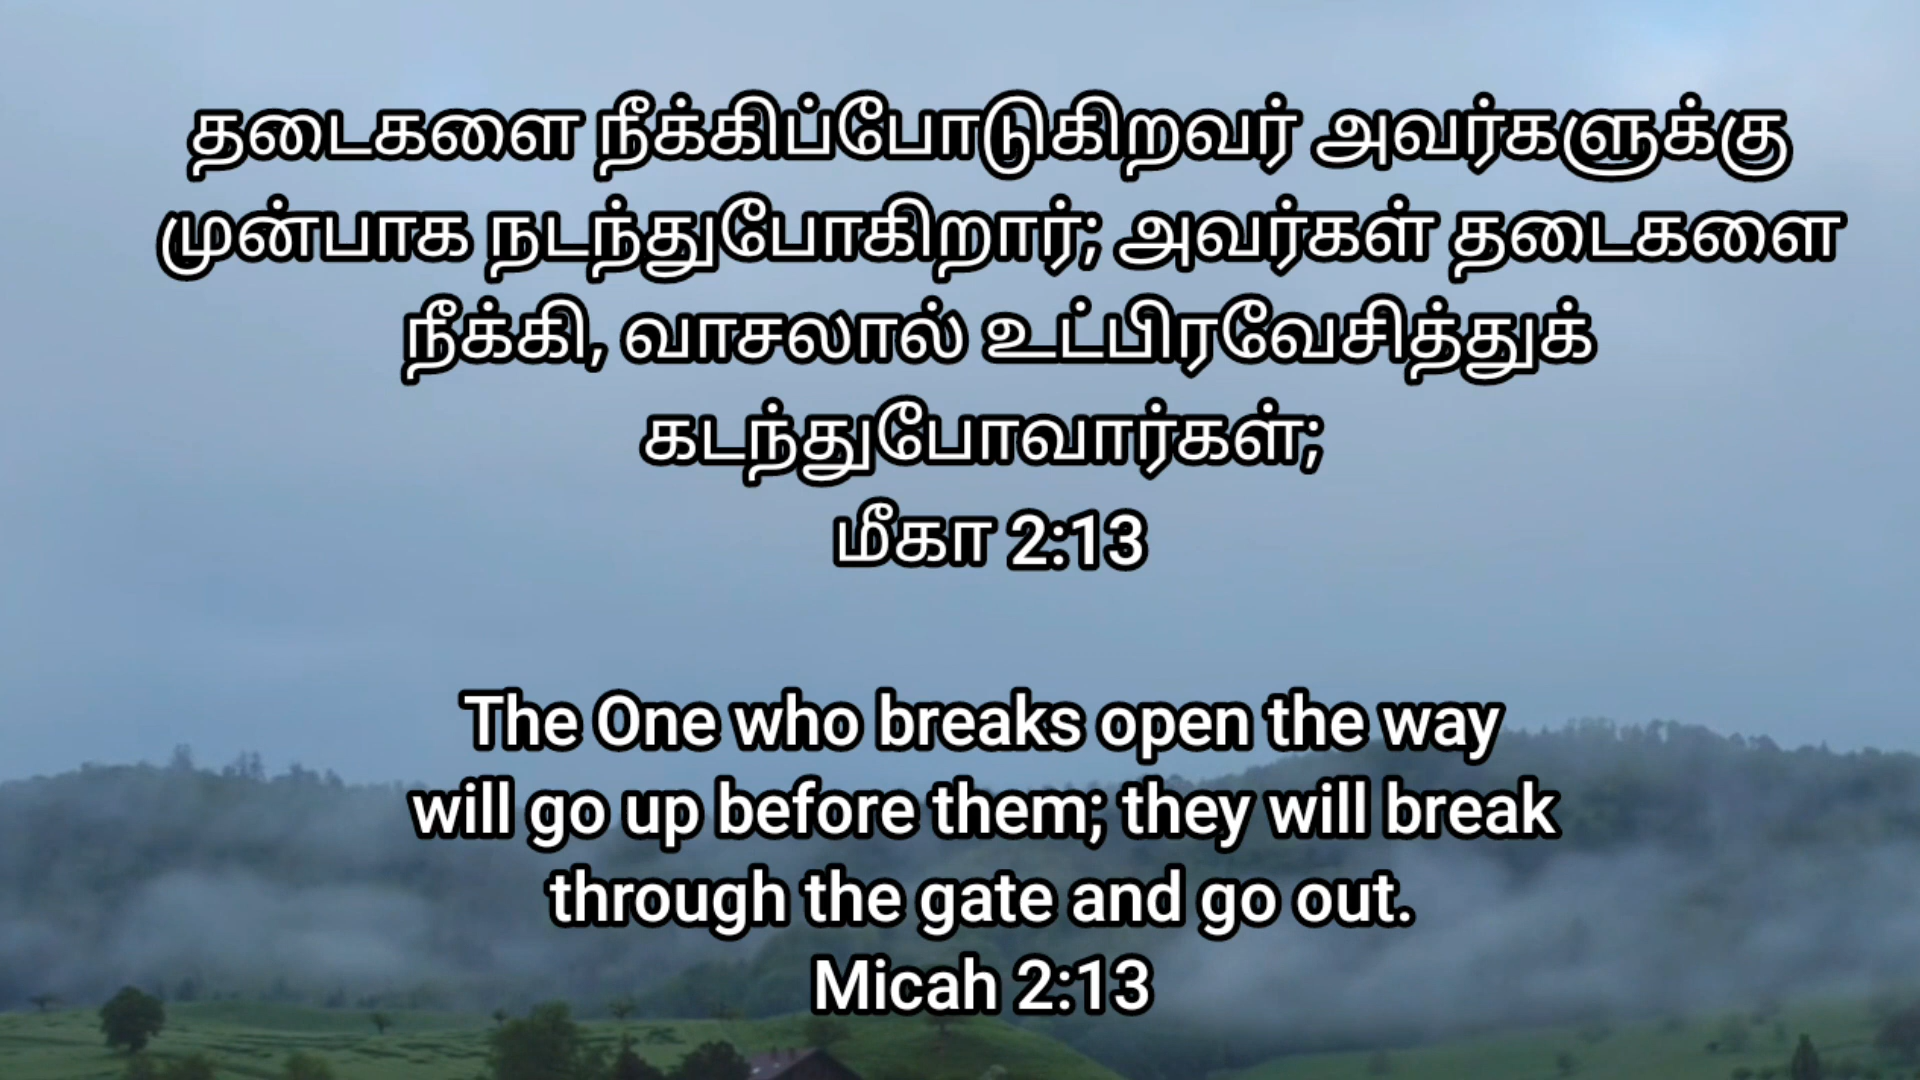 தடைகளை நீக்கிப்போடுகிறவர் அவர்களுக்கு
முன்பாக நடந்துபோகிறார்; அவர்கள் தடைகளை
நீக்கி, வாசலால் உட்பிரவேசித்துக்
கடந்துபோவார்கள்;
மீகா 2:13
The One who breaks open the way
will go up before them; they will break
through the gate and go out.
Micah 2:13